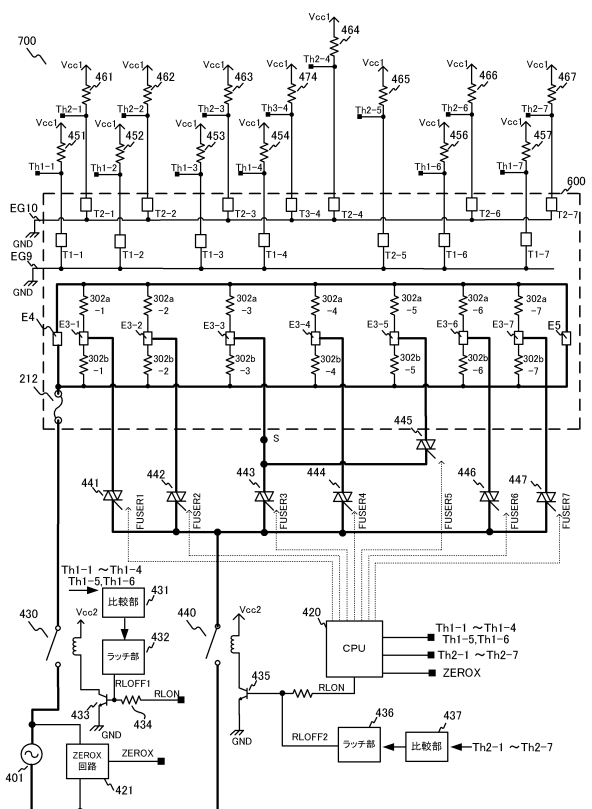 Vcc1 464
700
Th2-4
Vcc1 461 Vcc1 462 Vcc1 463 Vcc1 474 Vcc1 465 Vcc1 466 Vcc1 467
Th2-1 Th2-2 Th2-3 Th3-4 Th2-5 Th2-6 Th2-7
Vcc1 451 Vcc1 452 Vcc1 453 Vcc1 454 Vcc1 456 Vcc1 457
Th1-1 Th1-2 Th1-3 Th1-4 Th1-6 Th1-7
600
EG10
T2-1 T2-2 T2-3 T3-4 T2-4 T2-6 T2-7
GND
EG9
T1-1 T1-2 T1-3 T1-4 T2-5 T1-6 T1-7
GND
302a -1 302a -2 302a -3 302a -4 302a -5 302a -6 302a -7
E4 E3-1 E3-2 E3-3 E3-4 E3-5 E3-6 E3-7 E5
302b -1 302b -2 302b -3 302b -4 302b -5 302b -6 302b -7
212
445
S
441 442 443 444 446 447
FUSER1 FUSER2 FUSER3 FUSER4 FUSER5 FUSER6 FUSER7
Th1-1 ～Th1-4
Th1-5,Th1-6
430 Vcc2 比較部 431 440 Vcc2 420
ラッチ部 432
CPU
Th1-1 ～Th1-4
Th1-5,Th1-6
Th2-1 ～Th2-7
ZEROX
RLOFF1 RLON
433 434
GND
435 RLON
GND
RLOFF2 436 437
ラッチ部 比較部 Th2-1 ～Th2-7
401
ZEROX
回路
ZEROX
421